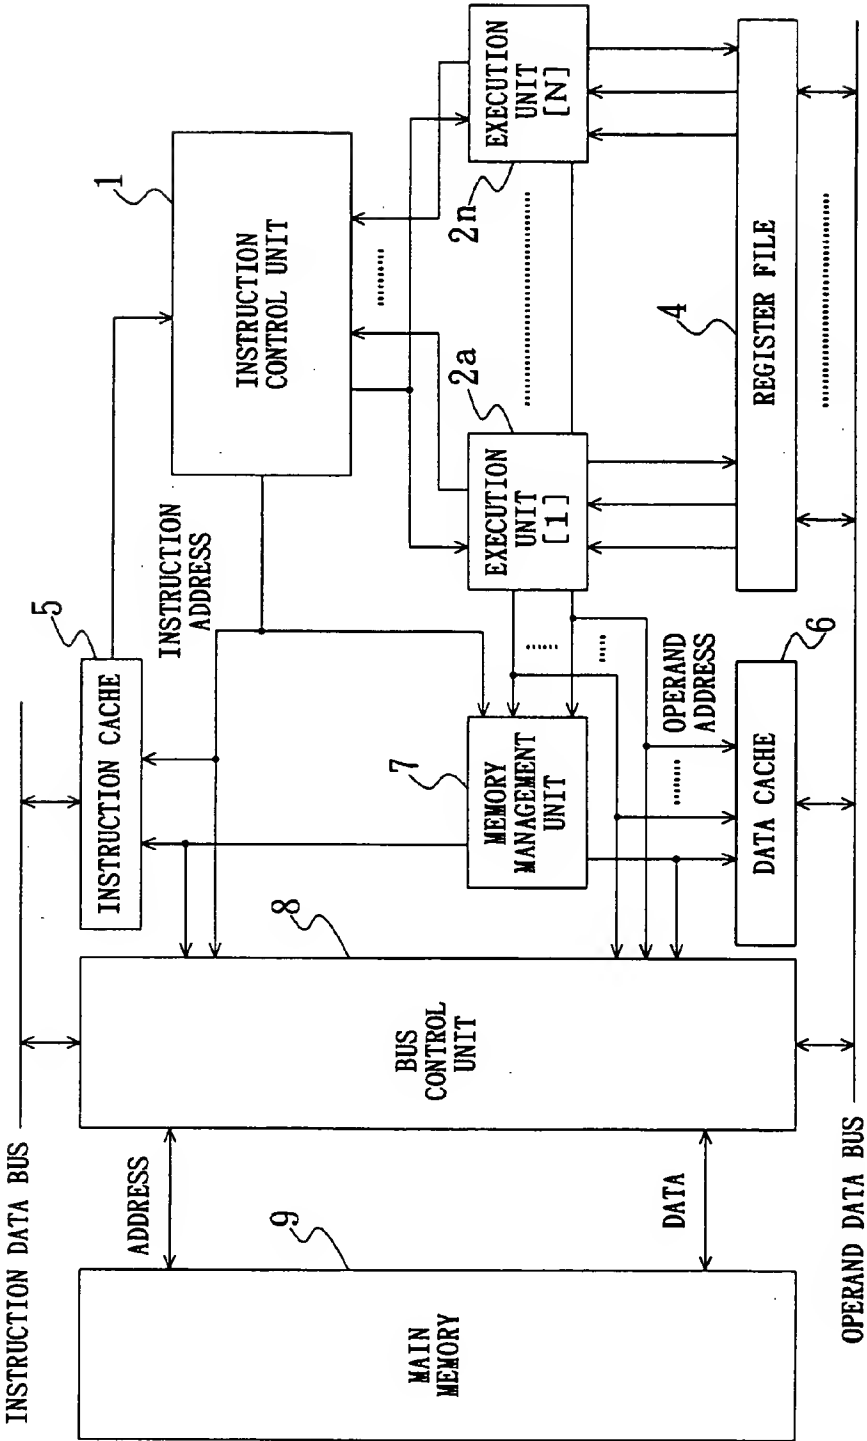 INSTRUCTION DATA BUS
5
INSTRUCTION CACHE
1
INSTRUCTION
CONTROL UNIT
INSTRUCTION
ADDRESS
ADDRESS
9
MAIN
MEMORY
8
BUS
CONTROL
UNIT
7
MEMORY
MANAGEMENT
UNIT
2a
EXECUTION
UNIT
[1]
2n
EXECUTION
UNIT
[N]
DATA
OPERAND
ADDRESS
6
DATA CACHE
4
REGISTER FILE
OPERAND DATA BUS